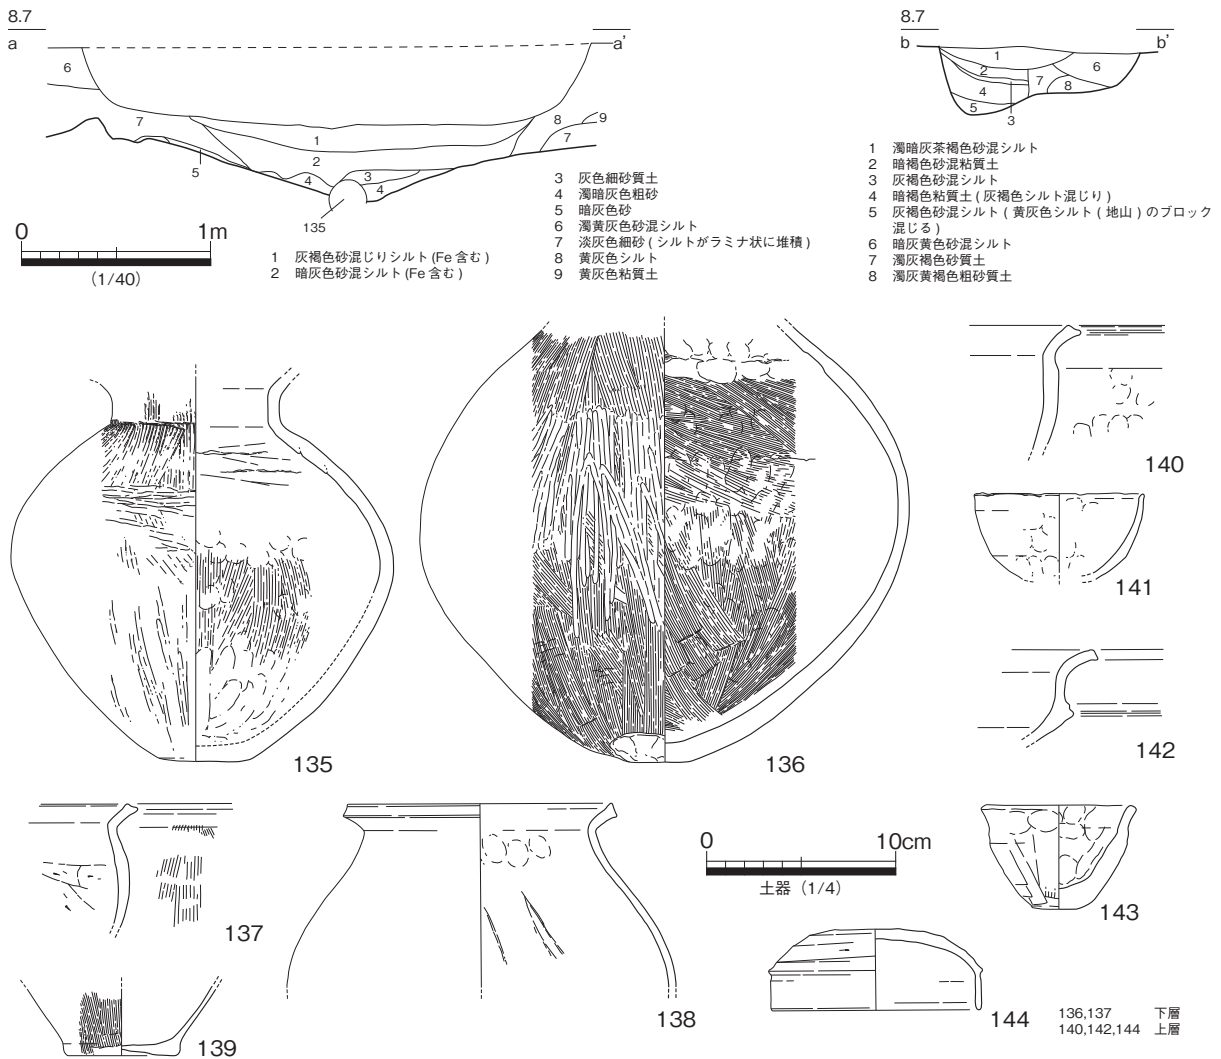 8.7
a
a'
6
7
5
1
2
3
4
4
8
7
9
135
0 1m
(1/40)
1 灰褐色砂混じりシルト(Fe 含む)
2 暗灰色砂混シルト(Fe 含む)
3 灰色細砂質土
4 濁暗灰色粗砂
5 暗灰色砂
6 濁黄灰色砂混シルト
7 淡灰色細砂(シルトがラミナ状に堆積)
8 黄灰色シルト
9 黄灰色粘質土
8.7
b
b'
1
2
4
5
3
7
8
6
1 濁暗灰茶褐色砂混シルト
2 暗褐色砂混粘質土
3 灰褐色砂混シルト
4 暗褐色粘質土(灰褐色シルト混じり)
5 灰褐色砂混シルト(黄灰色シルト(地山)のブロック
混じる)
6 暗灰黄色砂混シルト
7 濁灰褐色砂質土
8 濁灰黄褐色粗砂質土
135
136
140
141
142
137
138
139
0 10cm
土器(1/4)
143
144
136,137 下層
140,142,144 上層